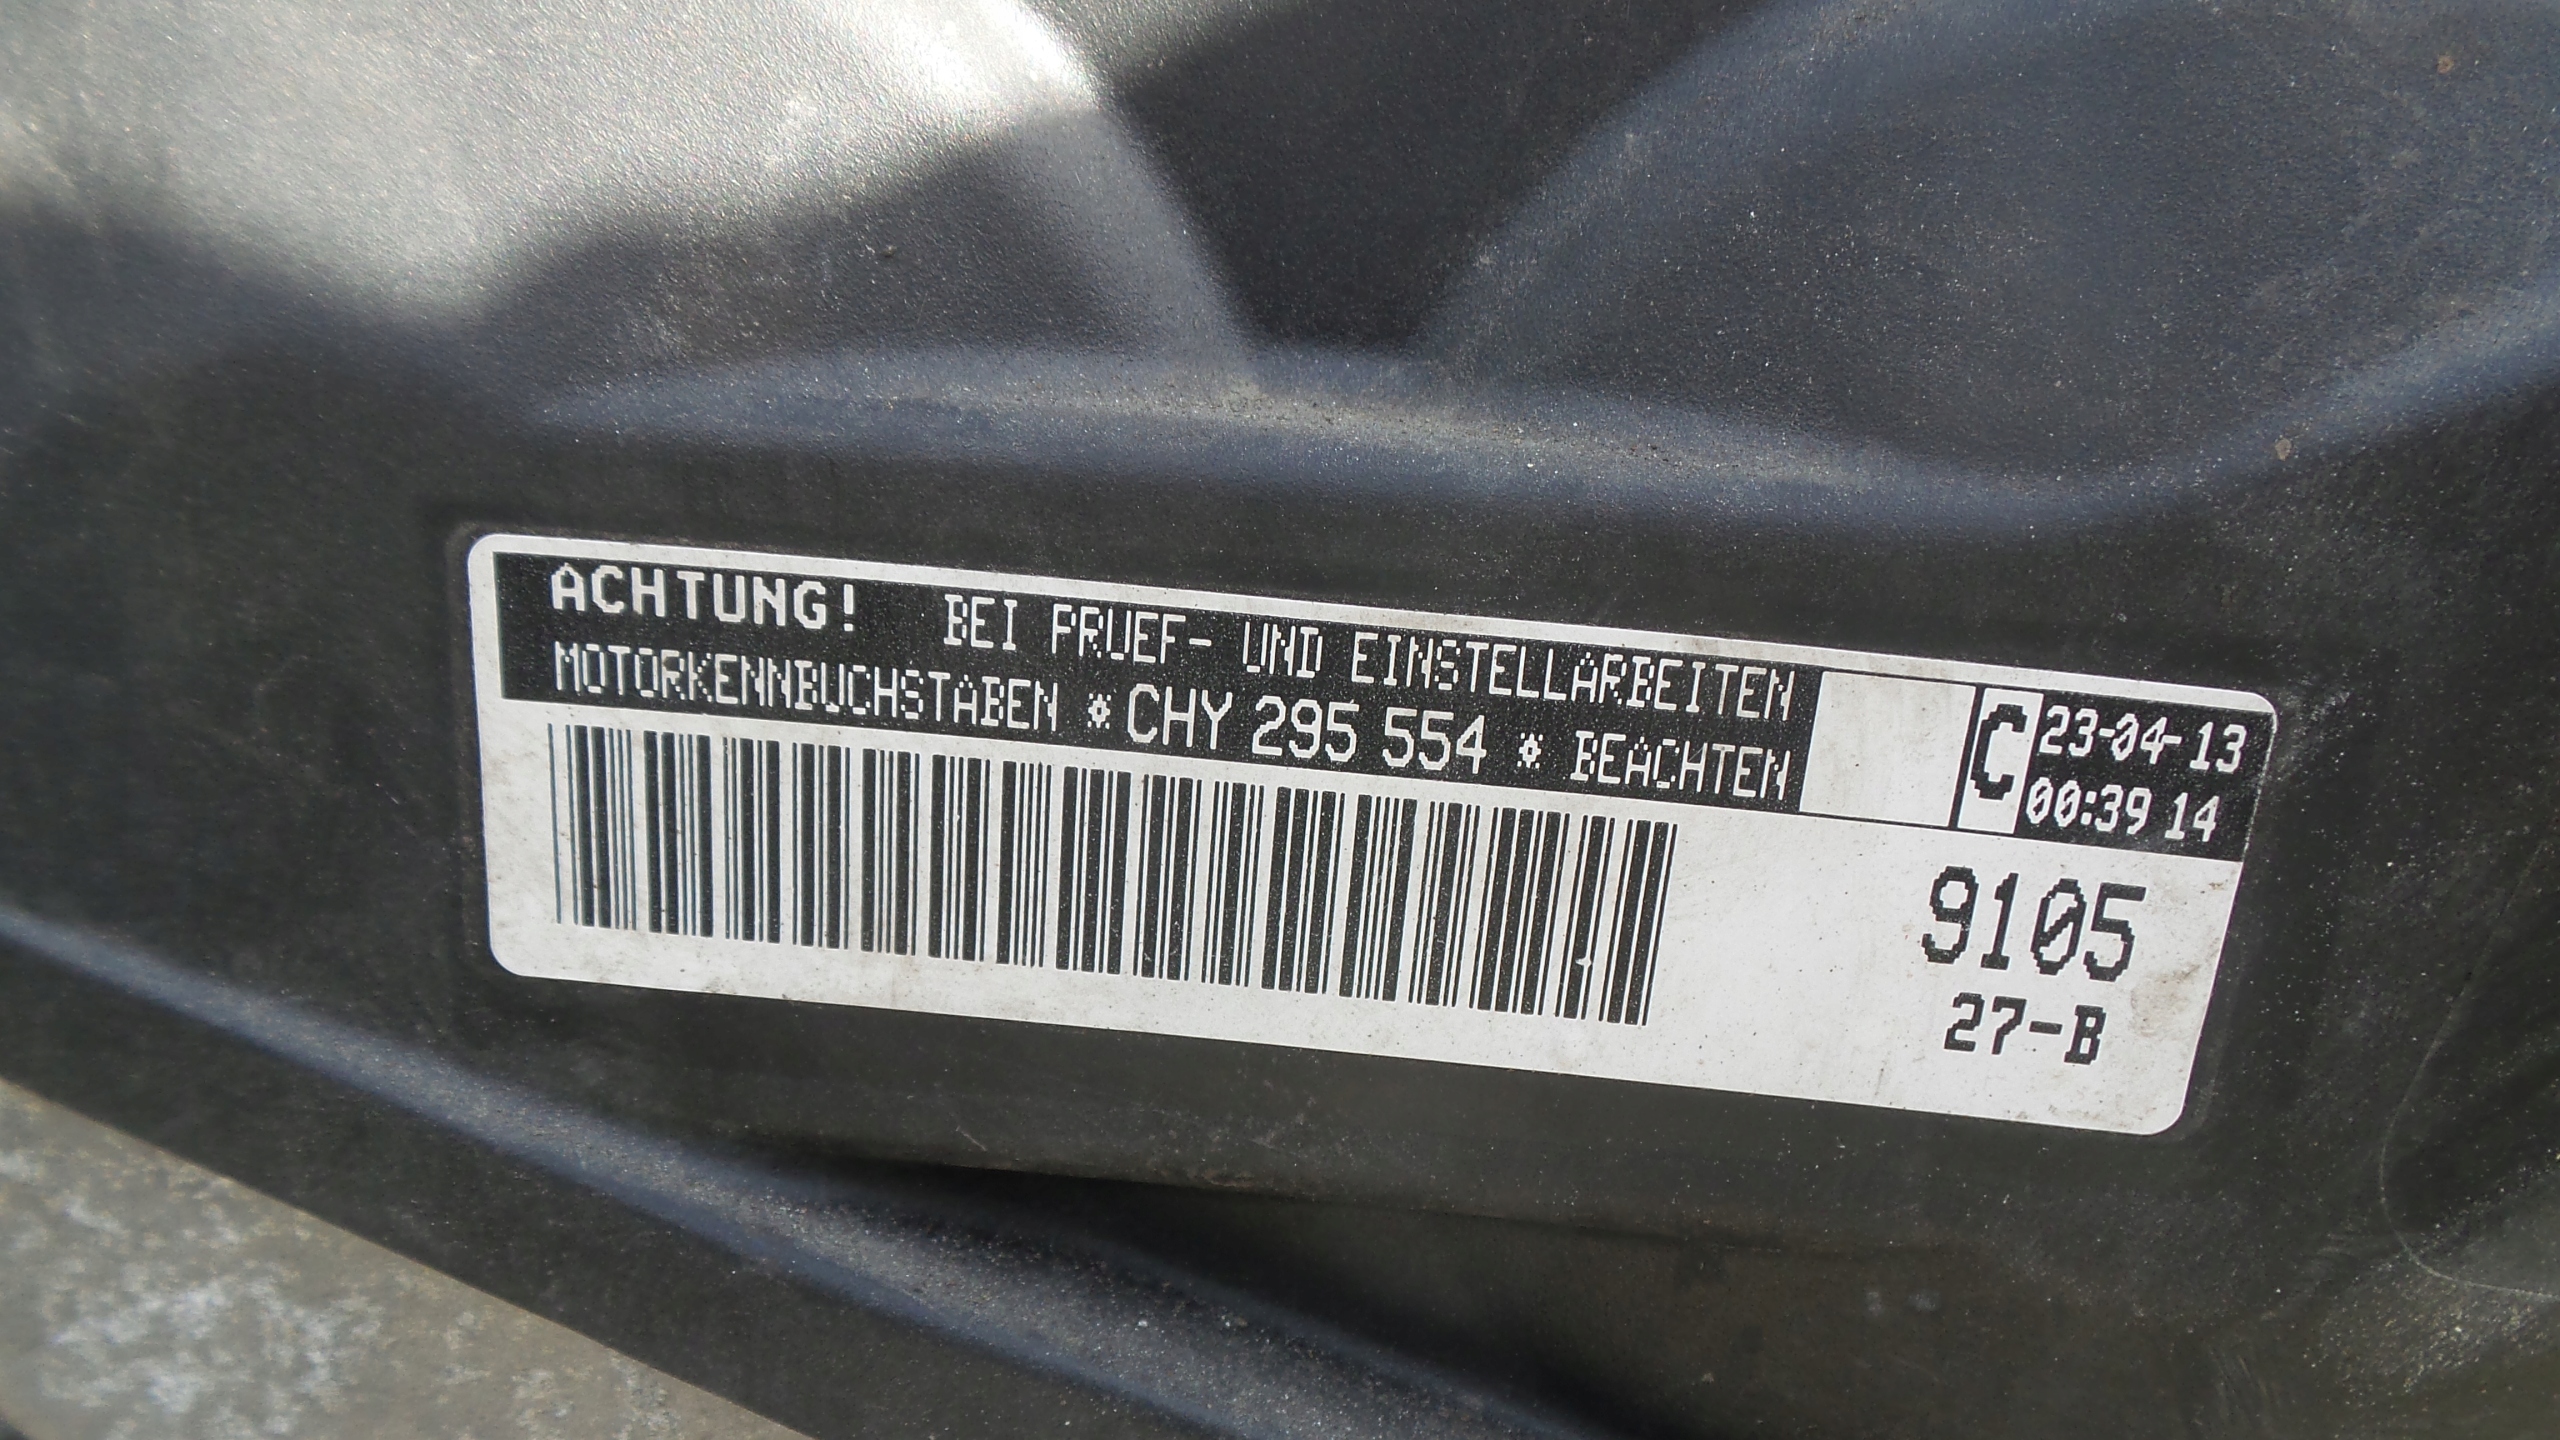 ACHTUNG! BEI PRUEF- UND EINSTELLARBEITEN
MOTORKENNBUCHSTABEN * CHY 295 554 * BEACHTEN
C
23-04-13
00:39 14
9105
27-B